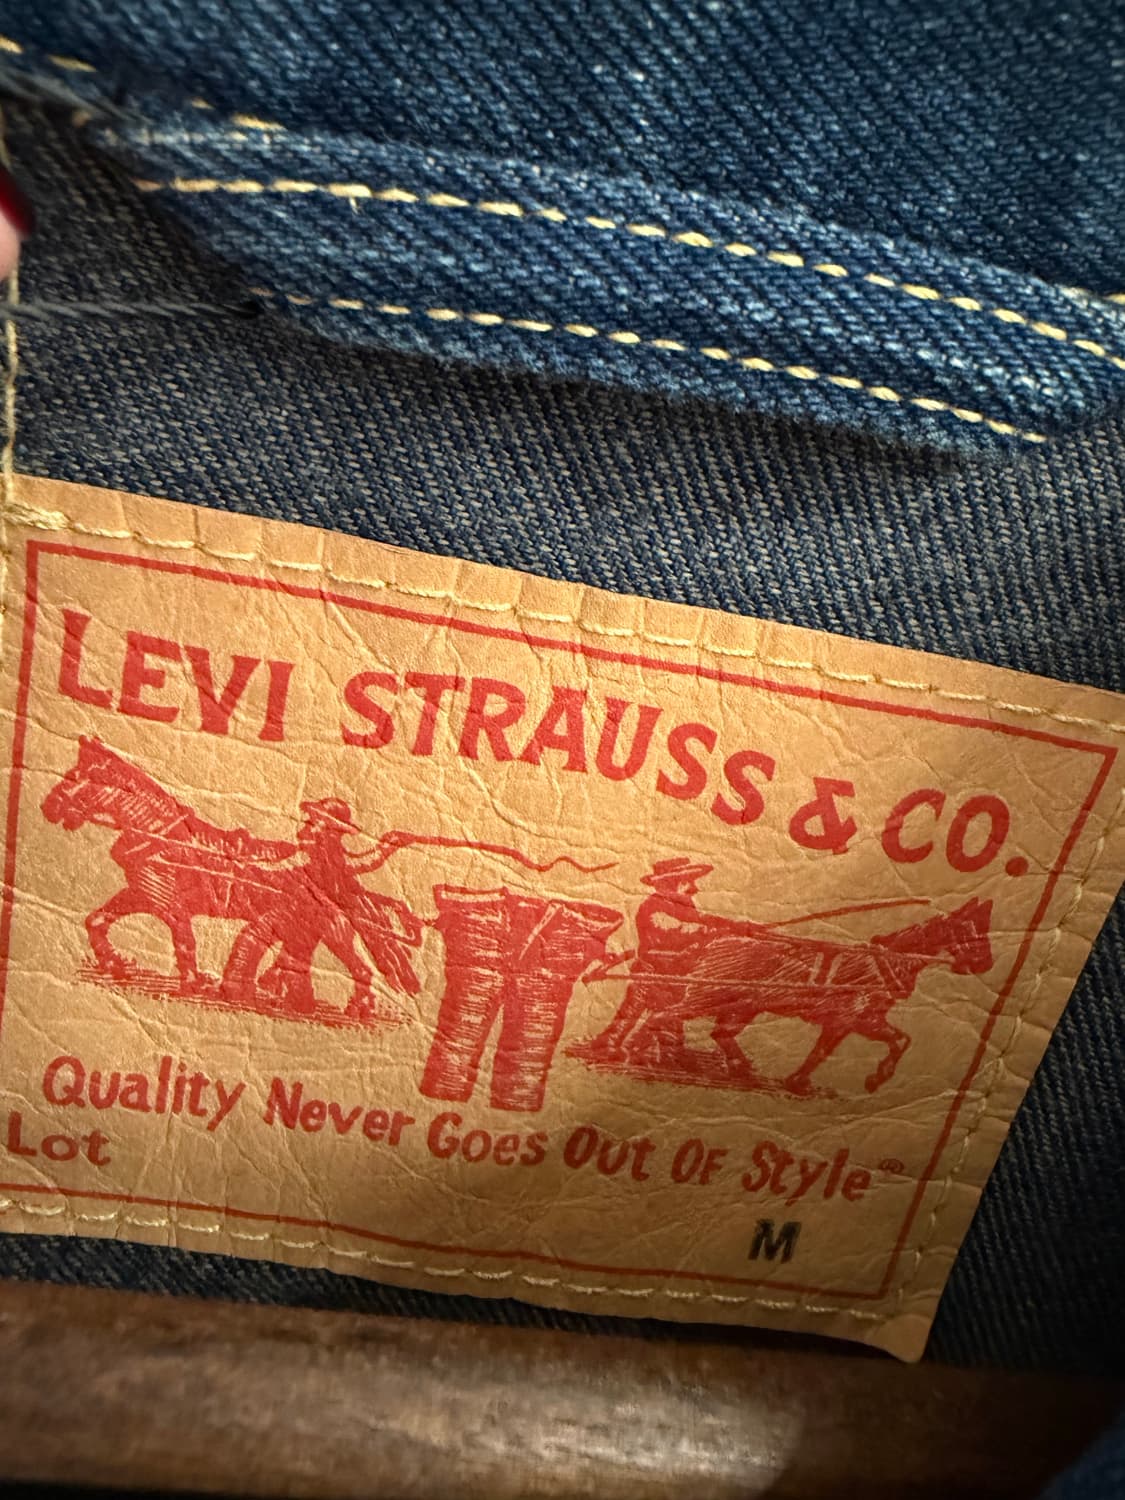 LEVI STRAUSS & CO.
Quality Never Goes Out Of Style®
Lot
M